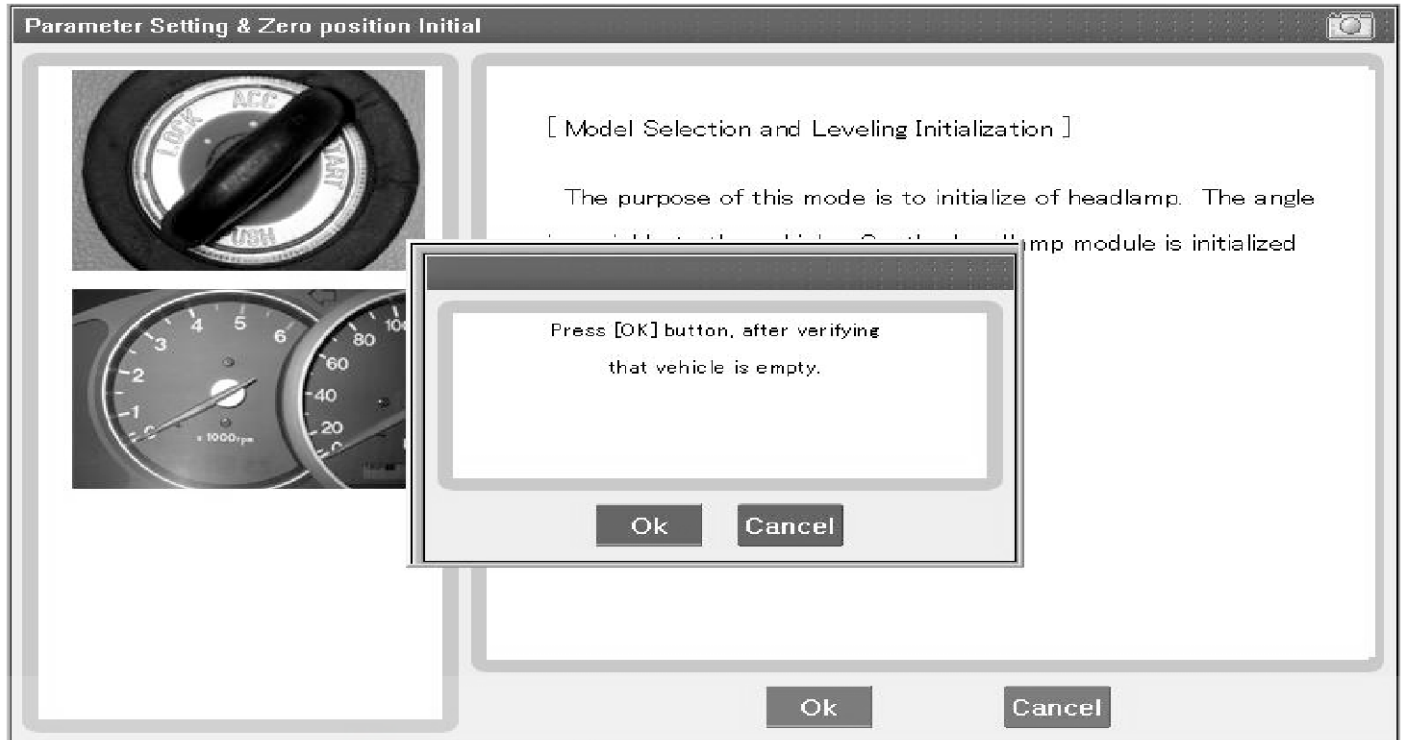 Parameter Setting & Zero position Initial
LOCK
ACC
START
PUSH
1
2
3
4
5
6
x 1000rpm
20
40
60
80
[ Model Selection and Leveling Initialization ]
The purpose of this mode is to initialize of headlamp. The angle
module is initialized
Press [OK] button, after verifying
that vehicle is empty.
Ok
Cancel
Ok
Cancel